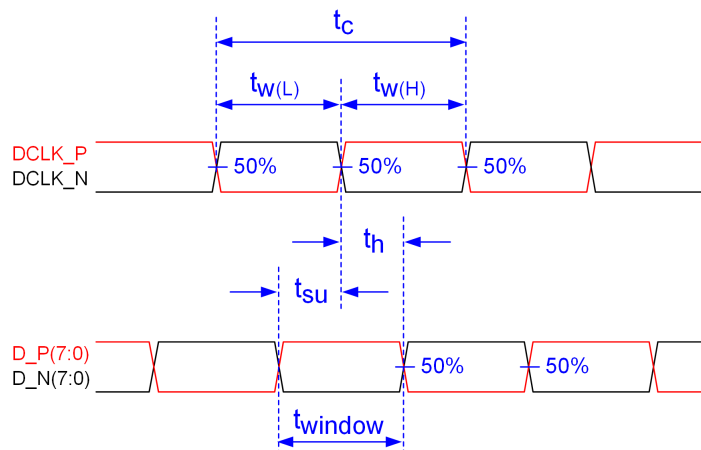 tc
tw(L)
tw(H)
DCLK_P
DCLK_N
50%
50%
50%
th
tsu
D_P(7:0)
D_N(7:0)
50%
50%
twindow